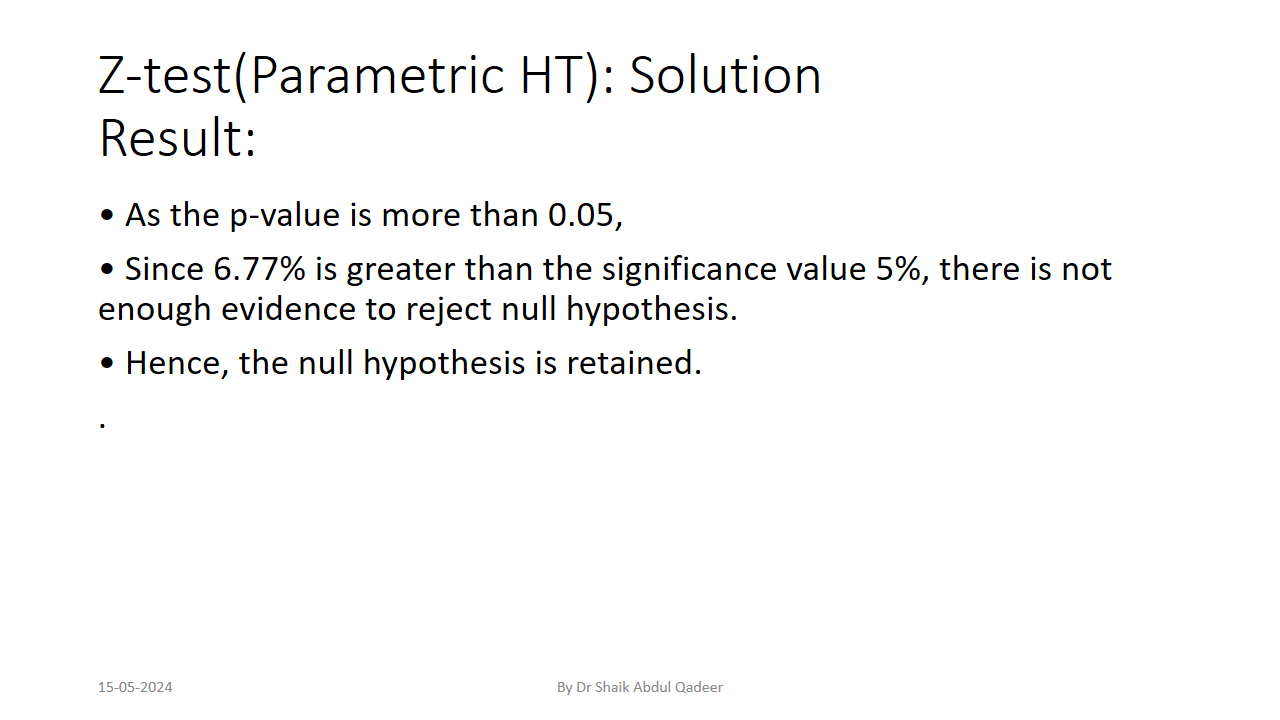 Z-test(Parametric HT): Solution
Result:
• As the p-value is more than 0.05,
• Since 6.77% is greater than the significance value 5%, there is not
enough evidence to reject null hypothesis.
• Hence, the null hypothesis is retained.
.
15-05-2024
By Dr Shaik Abdul Qadeer